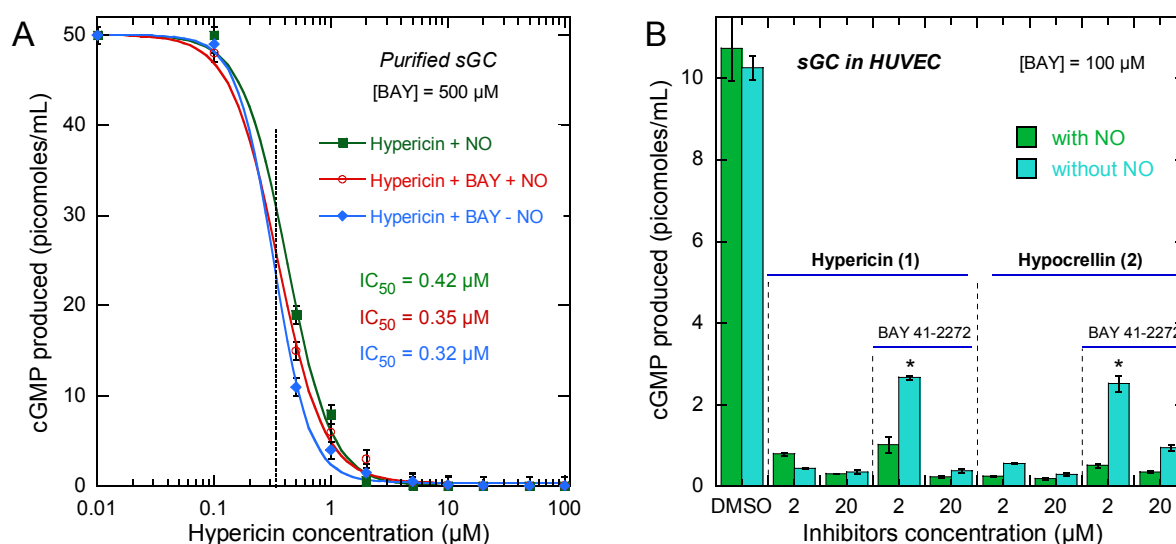 A
cGMP produced (picomoles/mL)
60
50
40
30
20
10
0
Purified sGC
[BAY] = 500 µM
Hypericin + NO
Hypericin + BAY + NO
Hypericin + BAY - NO
IC50 = 0.42 µM
IC50 = 0.35 µM
IC50 = 0.32 µM
0.01 0.1 1 10 100
Hypericin concentration (µM)
B
cGMP produced (picomoles/mL)
10
8
6
4
2
0
sGC in HUVEC
[BAY] = 100 µM
with NO
without NO
Hypericin (1) Hypocrellin (2)
BAY 41-2272 BAY 41-2272
* *
DMSO 2 20 2 20 2 20 2 20
Inhibitors concentration (µM)